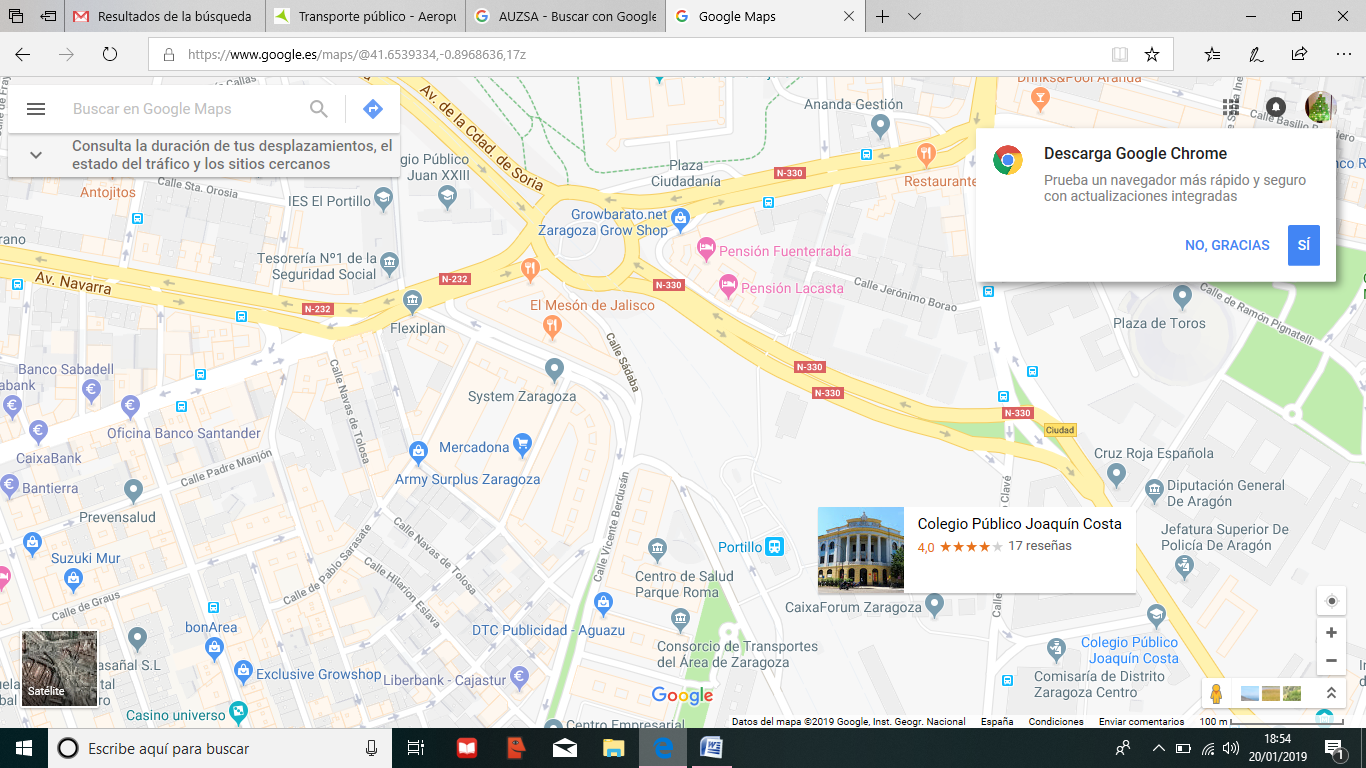 Resultados de la búsqueda
Transporte público - Aeropu
AUZSA - Buscar con Google
Google Maps
https://www.google.es/maps/@41.6539334,-0.8968636,17z
Buscar en Google Maps
Consulta la duración de tus desplazamientos, el
estado del tráfico y los sitios cercanos
Descarga Google Chrome
Prueba un navegador más rápido y seguro
con actualizaciones integradas
NO, GRACIAS
SÍ
Av. de la Cdad. de Soria
Ananda Gestión
Drinks&Pool Aranda
Calle Basilio
Plaza
Ciudadanía
N-330
Restaurante
gio Público
Juan XXIII
Calle Sta. Orosia
Antojitos
IES El Portillo
Growbarato.net
Zaragoza Grow Shop
Pensión Fuenterrabía
Tesorería Nº1 de la
Seguridad Social
N-232
N-330
Pensión Lacasta
Calle Jerónimo Borao
Av. Navarra
N-232
El Mesón de Jalisco
Flexiplan
Calle de Ramón Pignatelli
Plaza de Toros
Calle Sádaba
Banco Sabadell
abank
System Zaragoza
N-330
N-330
N-330
Ciudad
Calle Navas de Tolosa
Oficina Banco Santander
CaixaBank
Mercadona
Calle Padre Manjón
Army Surplus Zaragoza
Bantierra
Prevensalud
Cruz Roja Española
Diputación General
De Aragón
Clavé
Calle Vicente Berdusán
Colegio Público Joaquín Costa
4,0
17 reseñas
Jefatura Superior De
Policía De Aragón
Portillo
Suzuki Mur
Calle de Pablo Sarasate
Calle Navas de Tolosa
Calle Hilarion Eslava
Calle de Graus
Centro de Salud
Parque Roma
CaixaForum Zaragoza
Calle
bonArea
DTC Publicidad - Aguazu
Consorcio de Transportes
del Área de Zaragoza
Colegio Público
Joaquín Costa
Comisaría de Distrito
Zaragoza Centro
asañal S.L
Exclusive Growshop
Liberbank - Cajastur
Satélite
Casino universo
Google
Centro Empresarial
Datos del mapa ©2019 Google, Inst. Geogr. Nacional
España
Condiciones
Enviar comentarios
100 m
Escribe aquí para buscar
18:54
20/01/2019
1